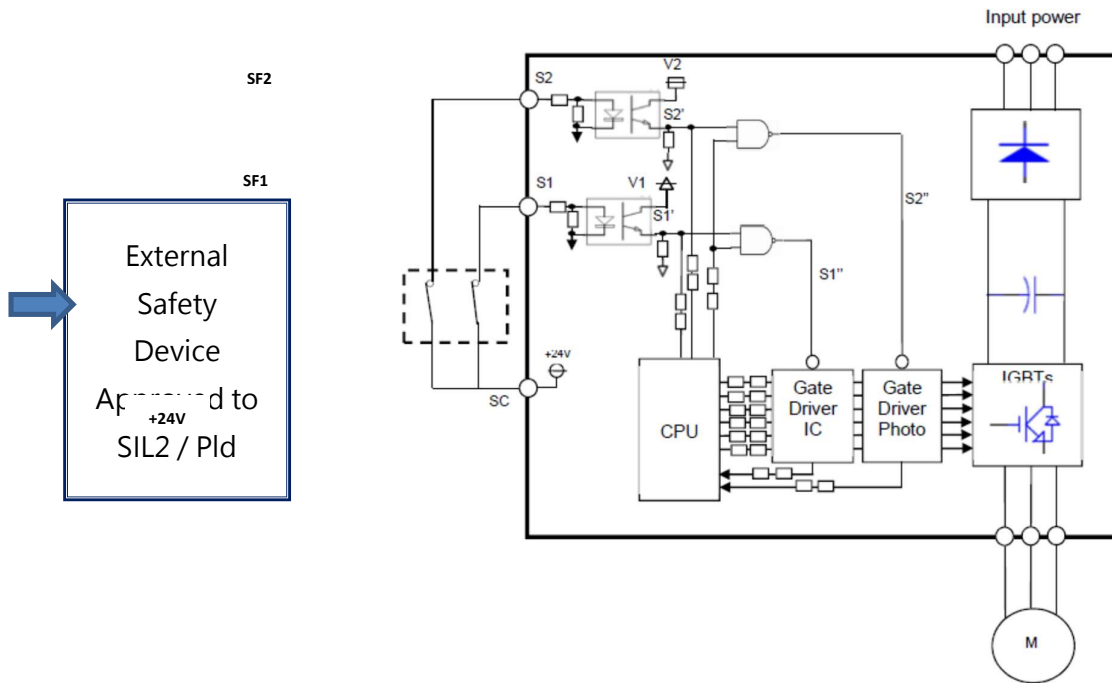 Input power
SF2
S2
V2
S2'
SF1
S1
V1
S1'
S2"
S1"
External
Safety
Device
to
+24V
SIL2 / Pld
+24V
SC
CPU
Gate
Driver
IC
Gate
Driver
Photo
IGBTs
M